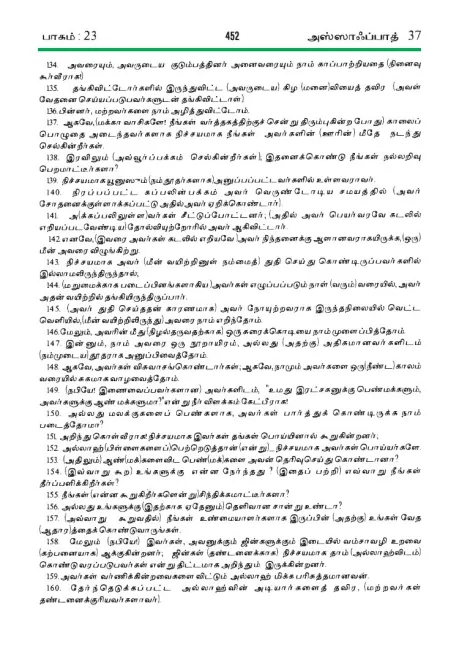 பாகம் : 23 452 அஸ்ஸாஃப்பாத் 37
134. அவரையும், அவருடைய குடும்பத்தினர் அனைவரையும் நாம் காப்பாற்றியதை (நினைவு
கூர்வீராக!)
135. தங்கிவிட்டோர்களில் இருந்துவிட்ட (அவருடைய) கிழ (மனை)வியைத் தவிர (அவள்
வேதனை செய்யப்படுபவர்களுடன் தங்கிவிட்டாள்).
136.பின்னர், மற்றவர்களை நாம் அழித்துவிட்டோம்.
137. ஆகவே,(மக்கா வாசிகளே! நீங்கள் வர்த்தகத்திற்குச் சென்று திரும்புகின்ற போது) காலைப்
பொழுதை அடைந்தவர்களாக நிச்சயமாக நீங்கள் அவர்களின் (ஊரின்) மீதே நடந்து
செல்கின்றீர்கள்.
138. இரவிலும் (அவ்வூர்ப்பக்கம் செல்கின்றீர்கள்); இதனைக்கொண்டு நீங்கள் நல்லறிவு
பெறமாட்டீர்களா?
139. நிச்சயமாக யூனுஸும் (நம் தூதர்களாக) அனுப்பப்பட்டவர்களில் உள்ளவராவர்.
140. நிரப்பப்பட்ட கப்பலின்பக்கம் அவர் வெருண்டோடிய சமயத்தில் (அவர்
சோதனைக்குள்ளாக்கப்பட்டு அதில்அவர் ஏறிக்கொண்டார்).
141. அ(க்கப்பலிலுள்ள)வர்கள் சீட்டுப்போட்டனர்; (அதில் அவர் பெயர்வரவே கடலில்
எறியப்படவேண்டிய) தோல்வியுற்றோரில் அவர் ஆகிவிட்டார்.
142.எனவே,(இவரை அவர்கள் கடலில் எறியவே) அவர் நிந்தனைக்கு ஆளானவராகயிருக்க,(ஒரு)
மீன் அவரை விழுங்கிற்று.
143. நிச்சயமாக அவர் (மீன் வயிற்றினுள் நம்மைத்) துதி செய்து கொண்டிருப்பவர்களில்
இல்லாமலிருந்திருந்தால்;
144. (மறுமைக்காக படைப்பினங்களாகிய)அவர்கள் எழுப்பப்படும் நாள் (வரும்) வரையில், அவர்
அதன் வயிற்றில் தங்கியிருந்திருப்பார்.
145. (அவர் துதி செய்ததன் காரணமாக) அவர் நோயுற்றவராக இருந்தநிலையில் வெட்ட
வெளியில்,(மீன் வயிற்றிலிருந்து) அவரை நாம் எறிந்தோம்.
146.மேலும், அவரின் மீது (நிழல்தருவதற்காக) ஒரு சுரைக்கொடியை நாம் முளைப்பித்தோம்.
147. இன்னும், நாம் அவரை ஒரு நூறாயிரம், அல்லது (அதற்கு) அதிகமானவர்களிடம்
(நம்முடைய) தூதராக அனுப்பிவைத்தோம்.
148. ஆகவே, அவர்கள் விசுவாசங்கொண்டார்கள்; ஆகவே, நாமும் அவர்களை ஒரு(நீண்ட)காலம்
வரையில் சுகமாக வாழவைத்தோம்.
149. (நபியே! இணைவைப்பவர்களான) அவர்களிடம், "உமது இரட்சகனுக்கு பெண்மக்களும்,
அவர்களுக்கு ஆண் மக்களுமா?" என்று நீர் விளக்கம் கேட்பீராக!
150. அல்லது மலக்குகளைப் பெண்களாக, அவர்கள் பார்த்துக் கொண்டிருக்க நாம்
படைத்தோமா?
151. அறிந்து கொள்வீராக! நிச்சயமாக இவர்கள் தங்கள் பொய்யினால் கூறுகின்றனர்;
152. அல்லாஹ்(பிள்ளைகளைப்)பெற்றெடுத்தான்(என்று)_ நிச்சயமாக அவர்கள் பொய்யர்களே.
153. (அதிலும்) ஆண்(மக்)களைவிட பெண்(மக்)களை அவன் தெரிவுசெய்து கொண்டானா?
154. (இவ்வாறு கூற) உங்களுக்கு என்ன நேர்ந்தது? (இதைப் பற்றி) எவ்வாறு நீங்கள்
தீர்ப்பளிக்கிறீர்கள்?
155. நீங்கள் (என்ன கூறுகிறீர்களென்று) சிந்திக்கமாட்டீர்களா?
156. அல்லது உங்களுக்கு(இதற்காக ஏதேனும்)தெளிவான சான்று உண்டா?
157. (அவ்வாறு கூறுவதில்) நீங்கள் உண்மையாளர்களாக இருப்பின் (அதற்கு) உங்கள் வேத
(ஆதார)த்தைக் கொண்டுவாருங்கள்.
158 மேலும் (நபியே!) இவர்கள், அவனுக்கும் ஜின்களுக்கும் இடையில் வம்சாவழி உறவை
(கற்பனையாக) ஆக்குகின்றனர்; ஜின்கள் (தண்டனைக்காக) நிச்சயமாக தாம் (அல்லாஹ்விடம்)
கொண்டுவரப்படுபவர்கள் என்று திட்டமாக அறிந்தும் இருக்கின்றனர்.
159. அவர்கள் வர்ணிக்கின்றவைகளை விட்டும் அல்லாஹ் மிக்க பரிசுத்தமானவன்.
160. தேர்ந்தெடுக்கப்பட்ட அல்லாஹ்வின் அடியார்களைத் தவிர, (மற்றவர்கள்
தண்டனைக்குரியவர்களாவர்).